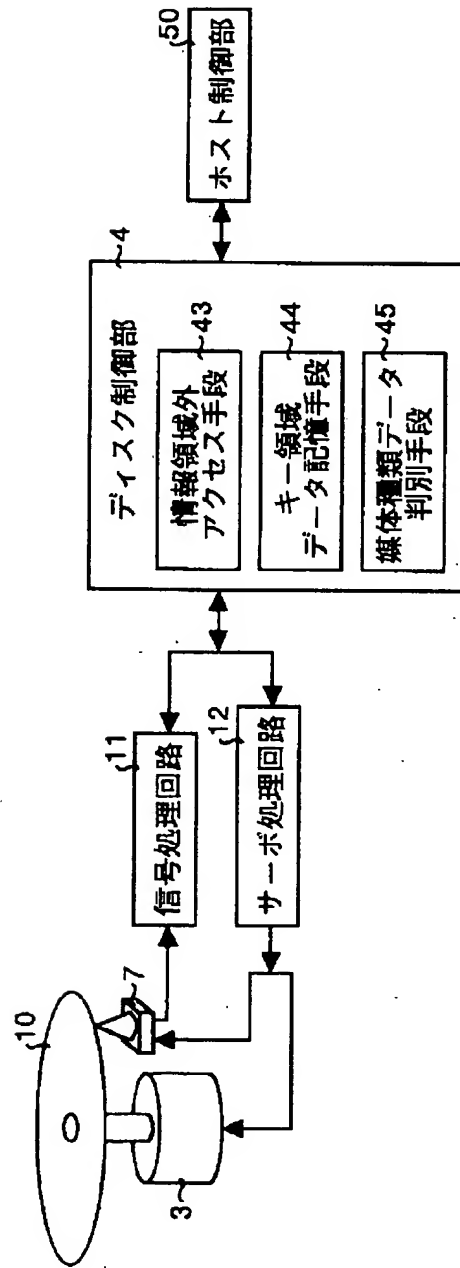 10
7
3
11
信号処理回路
12
サーボ処理回路
4
ディスク制御部
情報領域外
アクセス手段
43
キー領域
データ記憶手段
44
媒体種類データ
判別手段
45
50
ホスト制御部